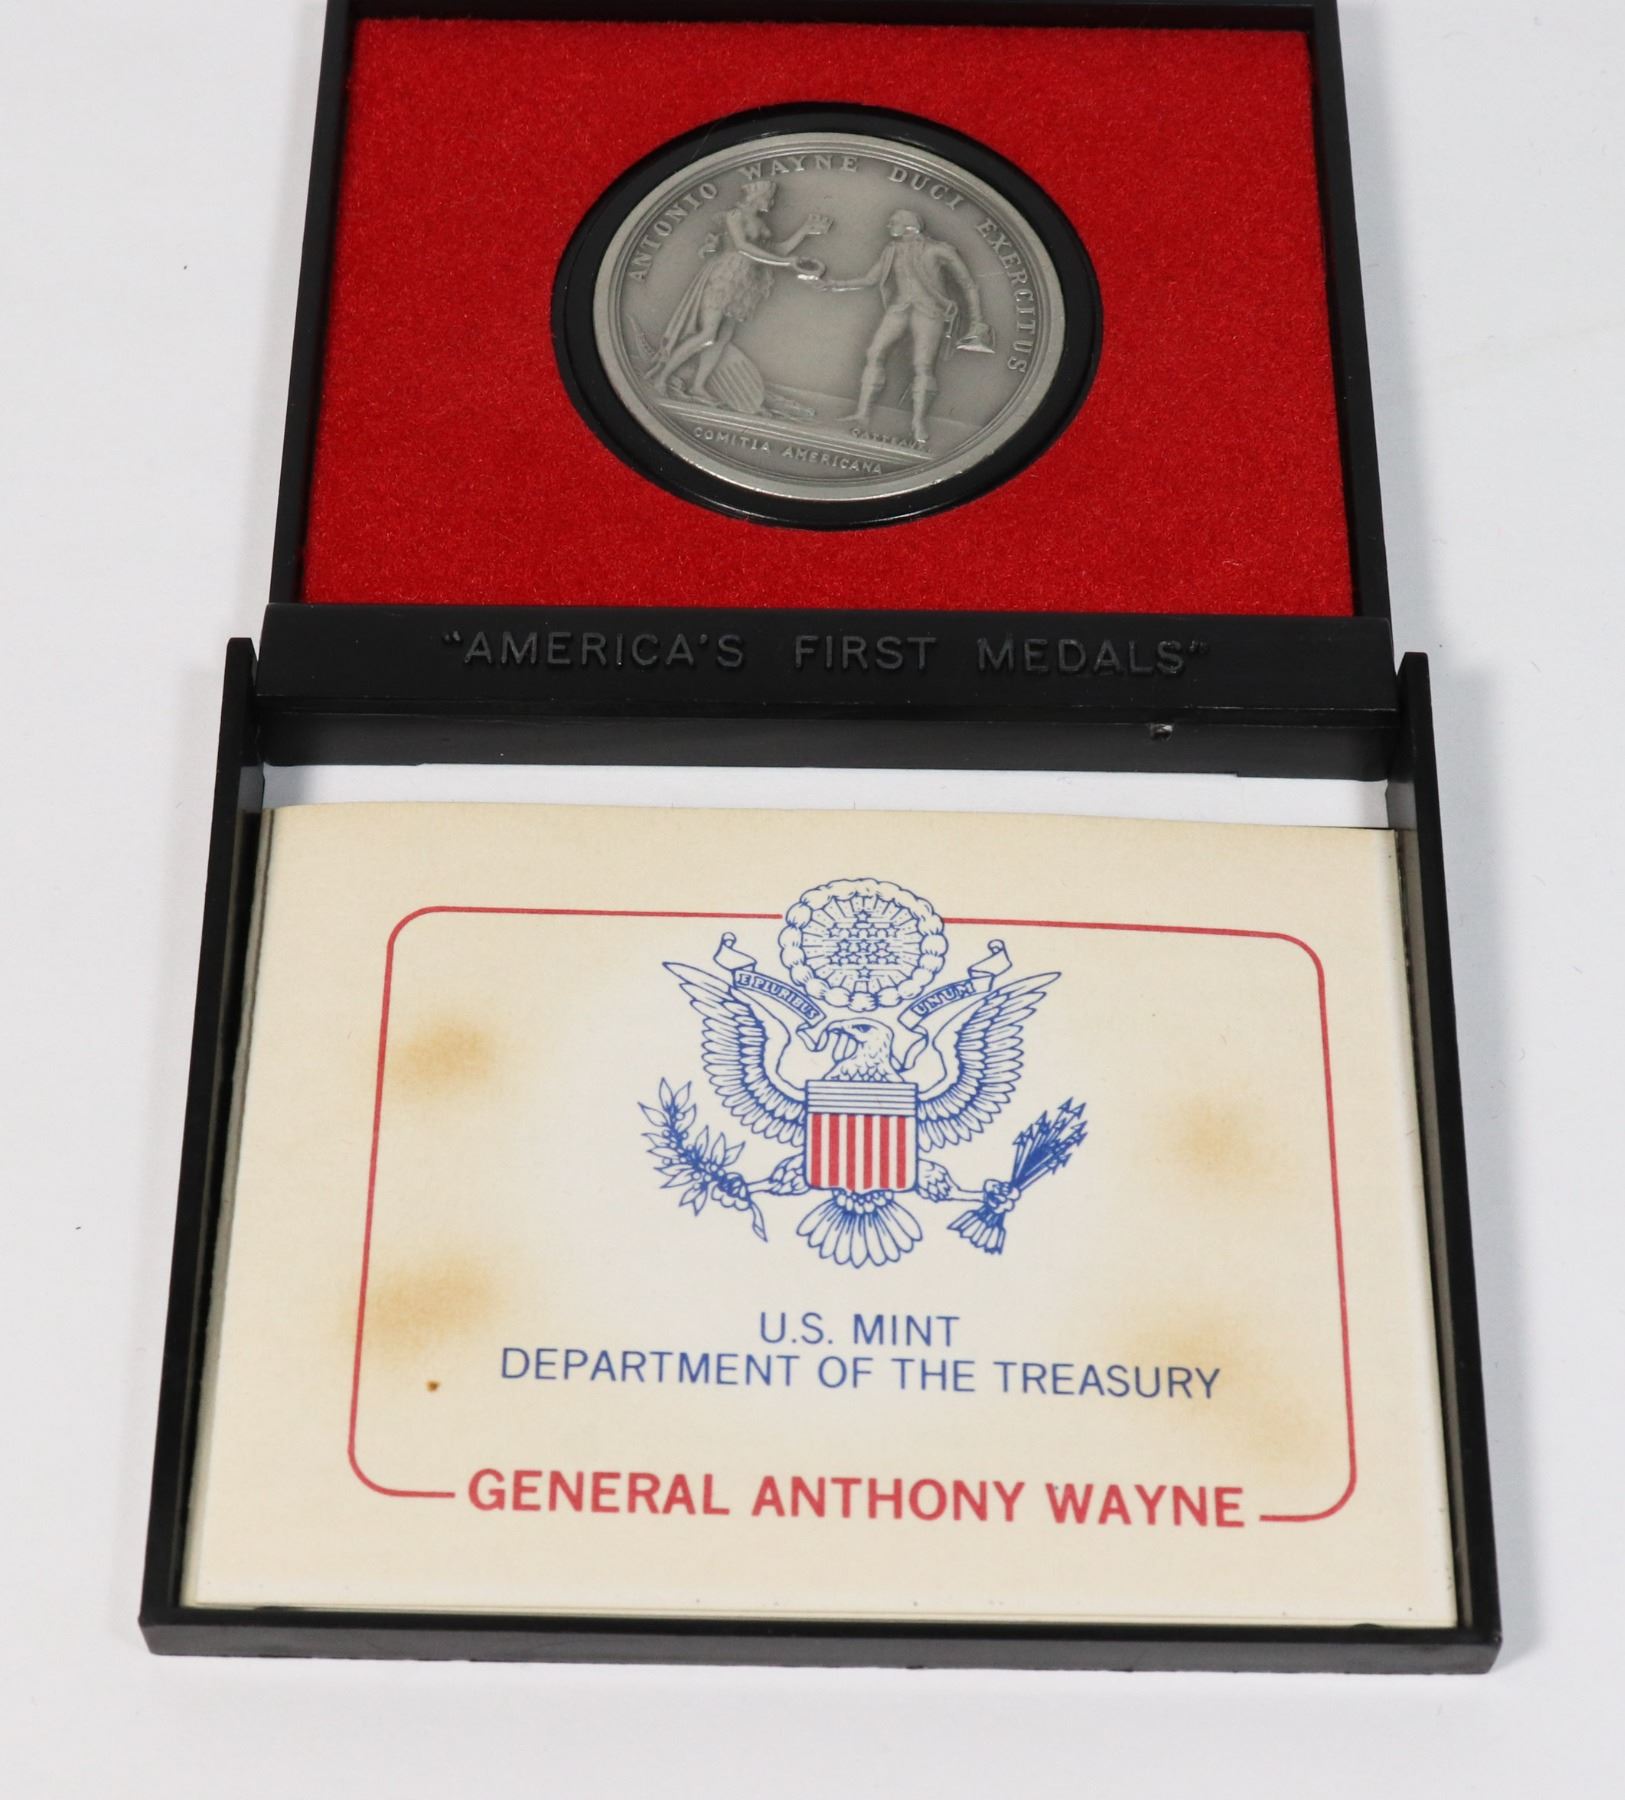 ANTONIO WAYNE DUCI EXERCITUS
COMITIA AMERICANA
"AMERICA'S FIRST MEDALS"
E PLURIBUS UNUM
U.S. MINT
DEPARTMENT OF THE TREASURY
GENERAL ANTHONY WAYNE